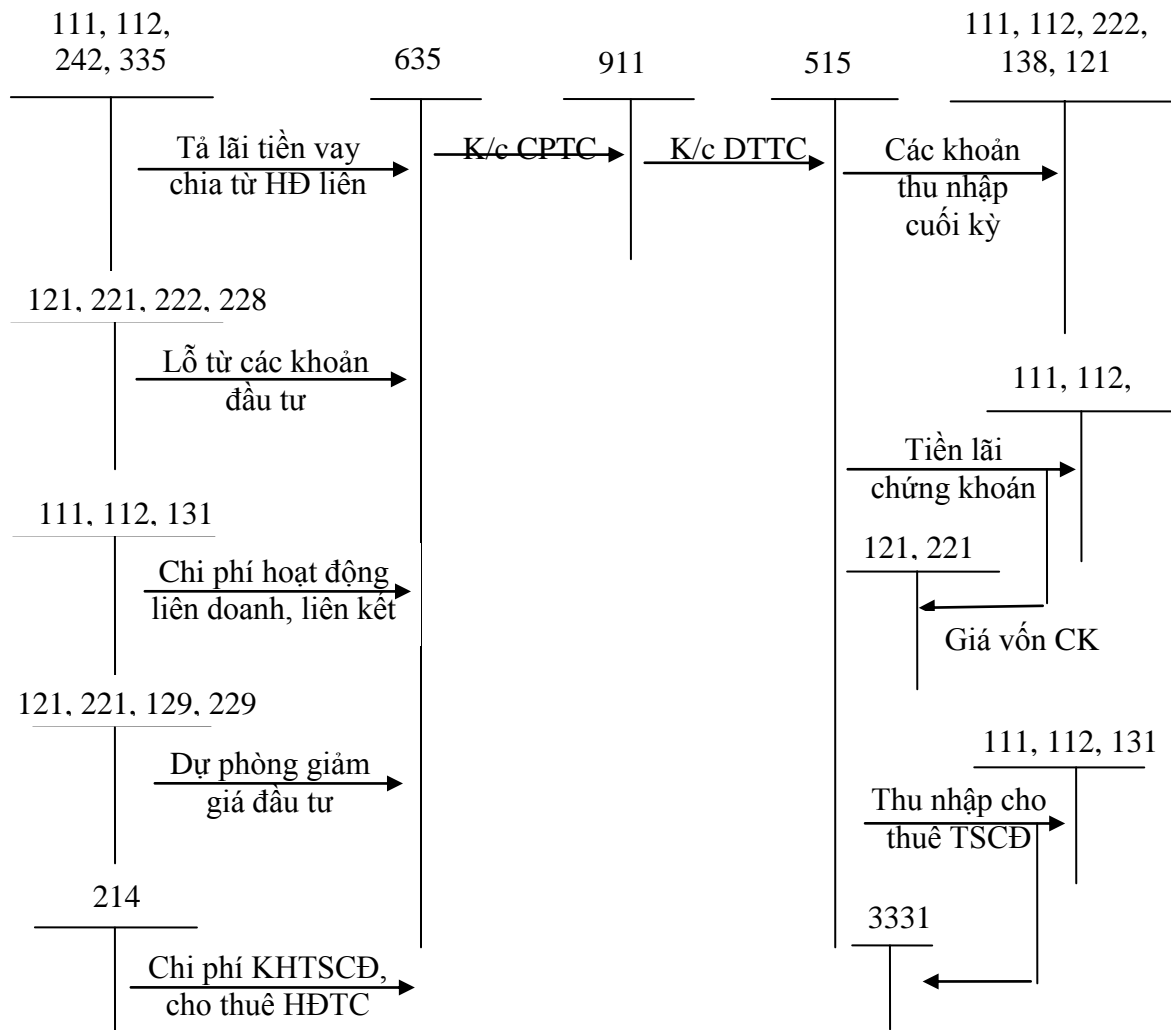 111, 112,
242, 335
635
911
515
111, 112, 222,
138, 121
Tả lãi tiền vay
chia từ HĐ liên
K/c CPTC
K/c DTTC
Các khoản
thu nhập
cuối kỳ
121, 221, 222, 228
Lỗ từ các khoản
đầu tư
111, 112,
Tiền lãi
chứng khoán
111, 112, 131
Chi phí hoạt động
liên doanh, liên kết
121, 221
Giá vốn CK
121, 221, 129, 229
Dự phòng giảm
giá đầu tư
111, 112, 131
Thu nhập cho
thuê TSCĐ
214
Chi phí KHTSCĐ,
cho thuê HĐTC
3331